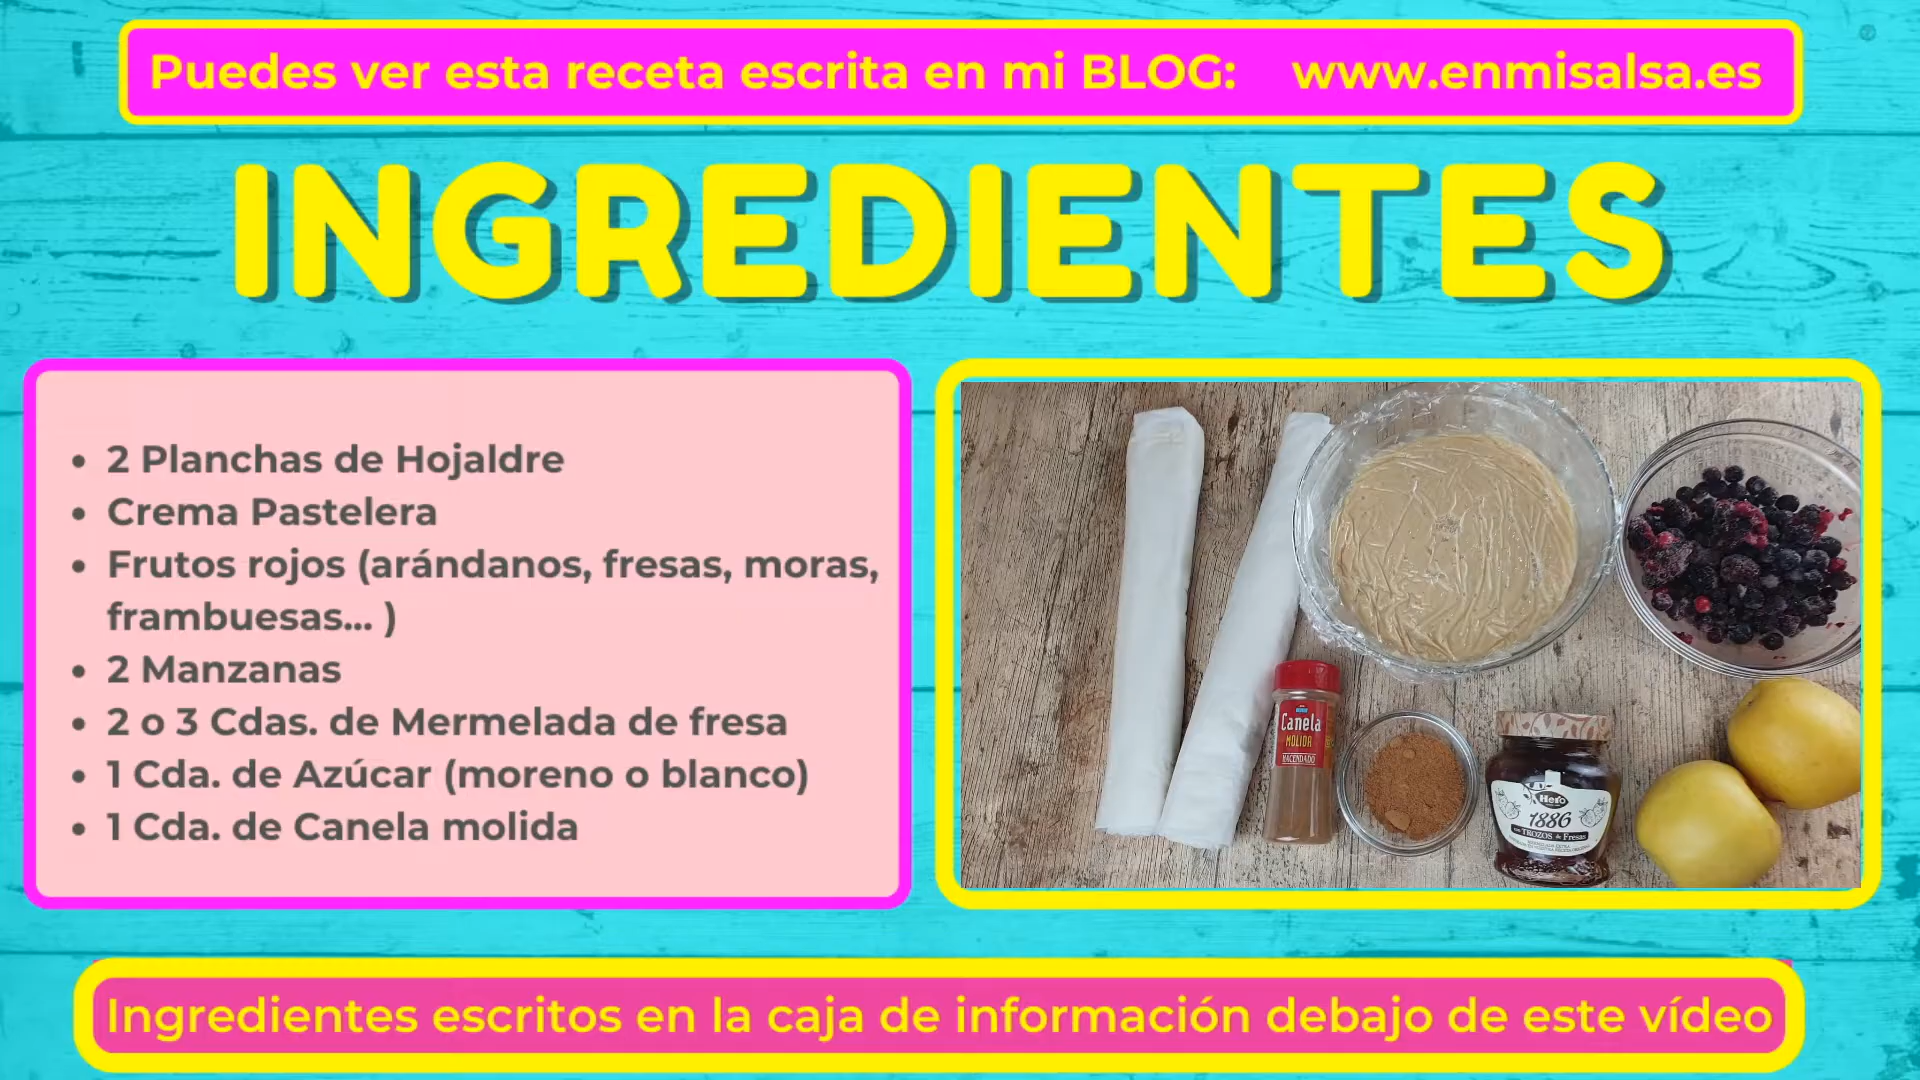 Puedes ver esta receta escrita en mi BLOG: www.enmisalsa.es
INGREDIENTES
• 2 Planchas de Hojaldre
• Crema Pastelera
• Frutos rojos (arándanos, fresas, moras,
frambuesas... )
• 2 Manzanas
• 2 o 3 Cdas. de Mermelada de fresa
• 1 Cda. de Azúcar (moreno o blanco)
• 1 Cda. de Canela molida
Canela
MOLIDA
HACENDADO
Hero
1886
con TROZOS de Fresas
Ingredientes escritos en la caja de información debajo de este vídeo